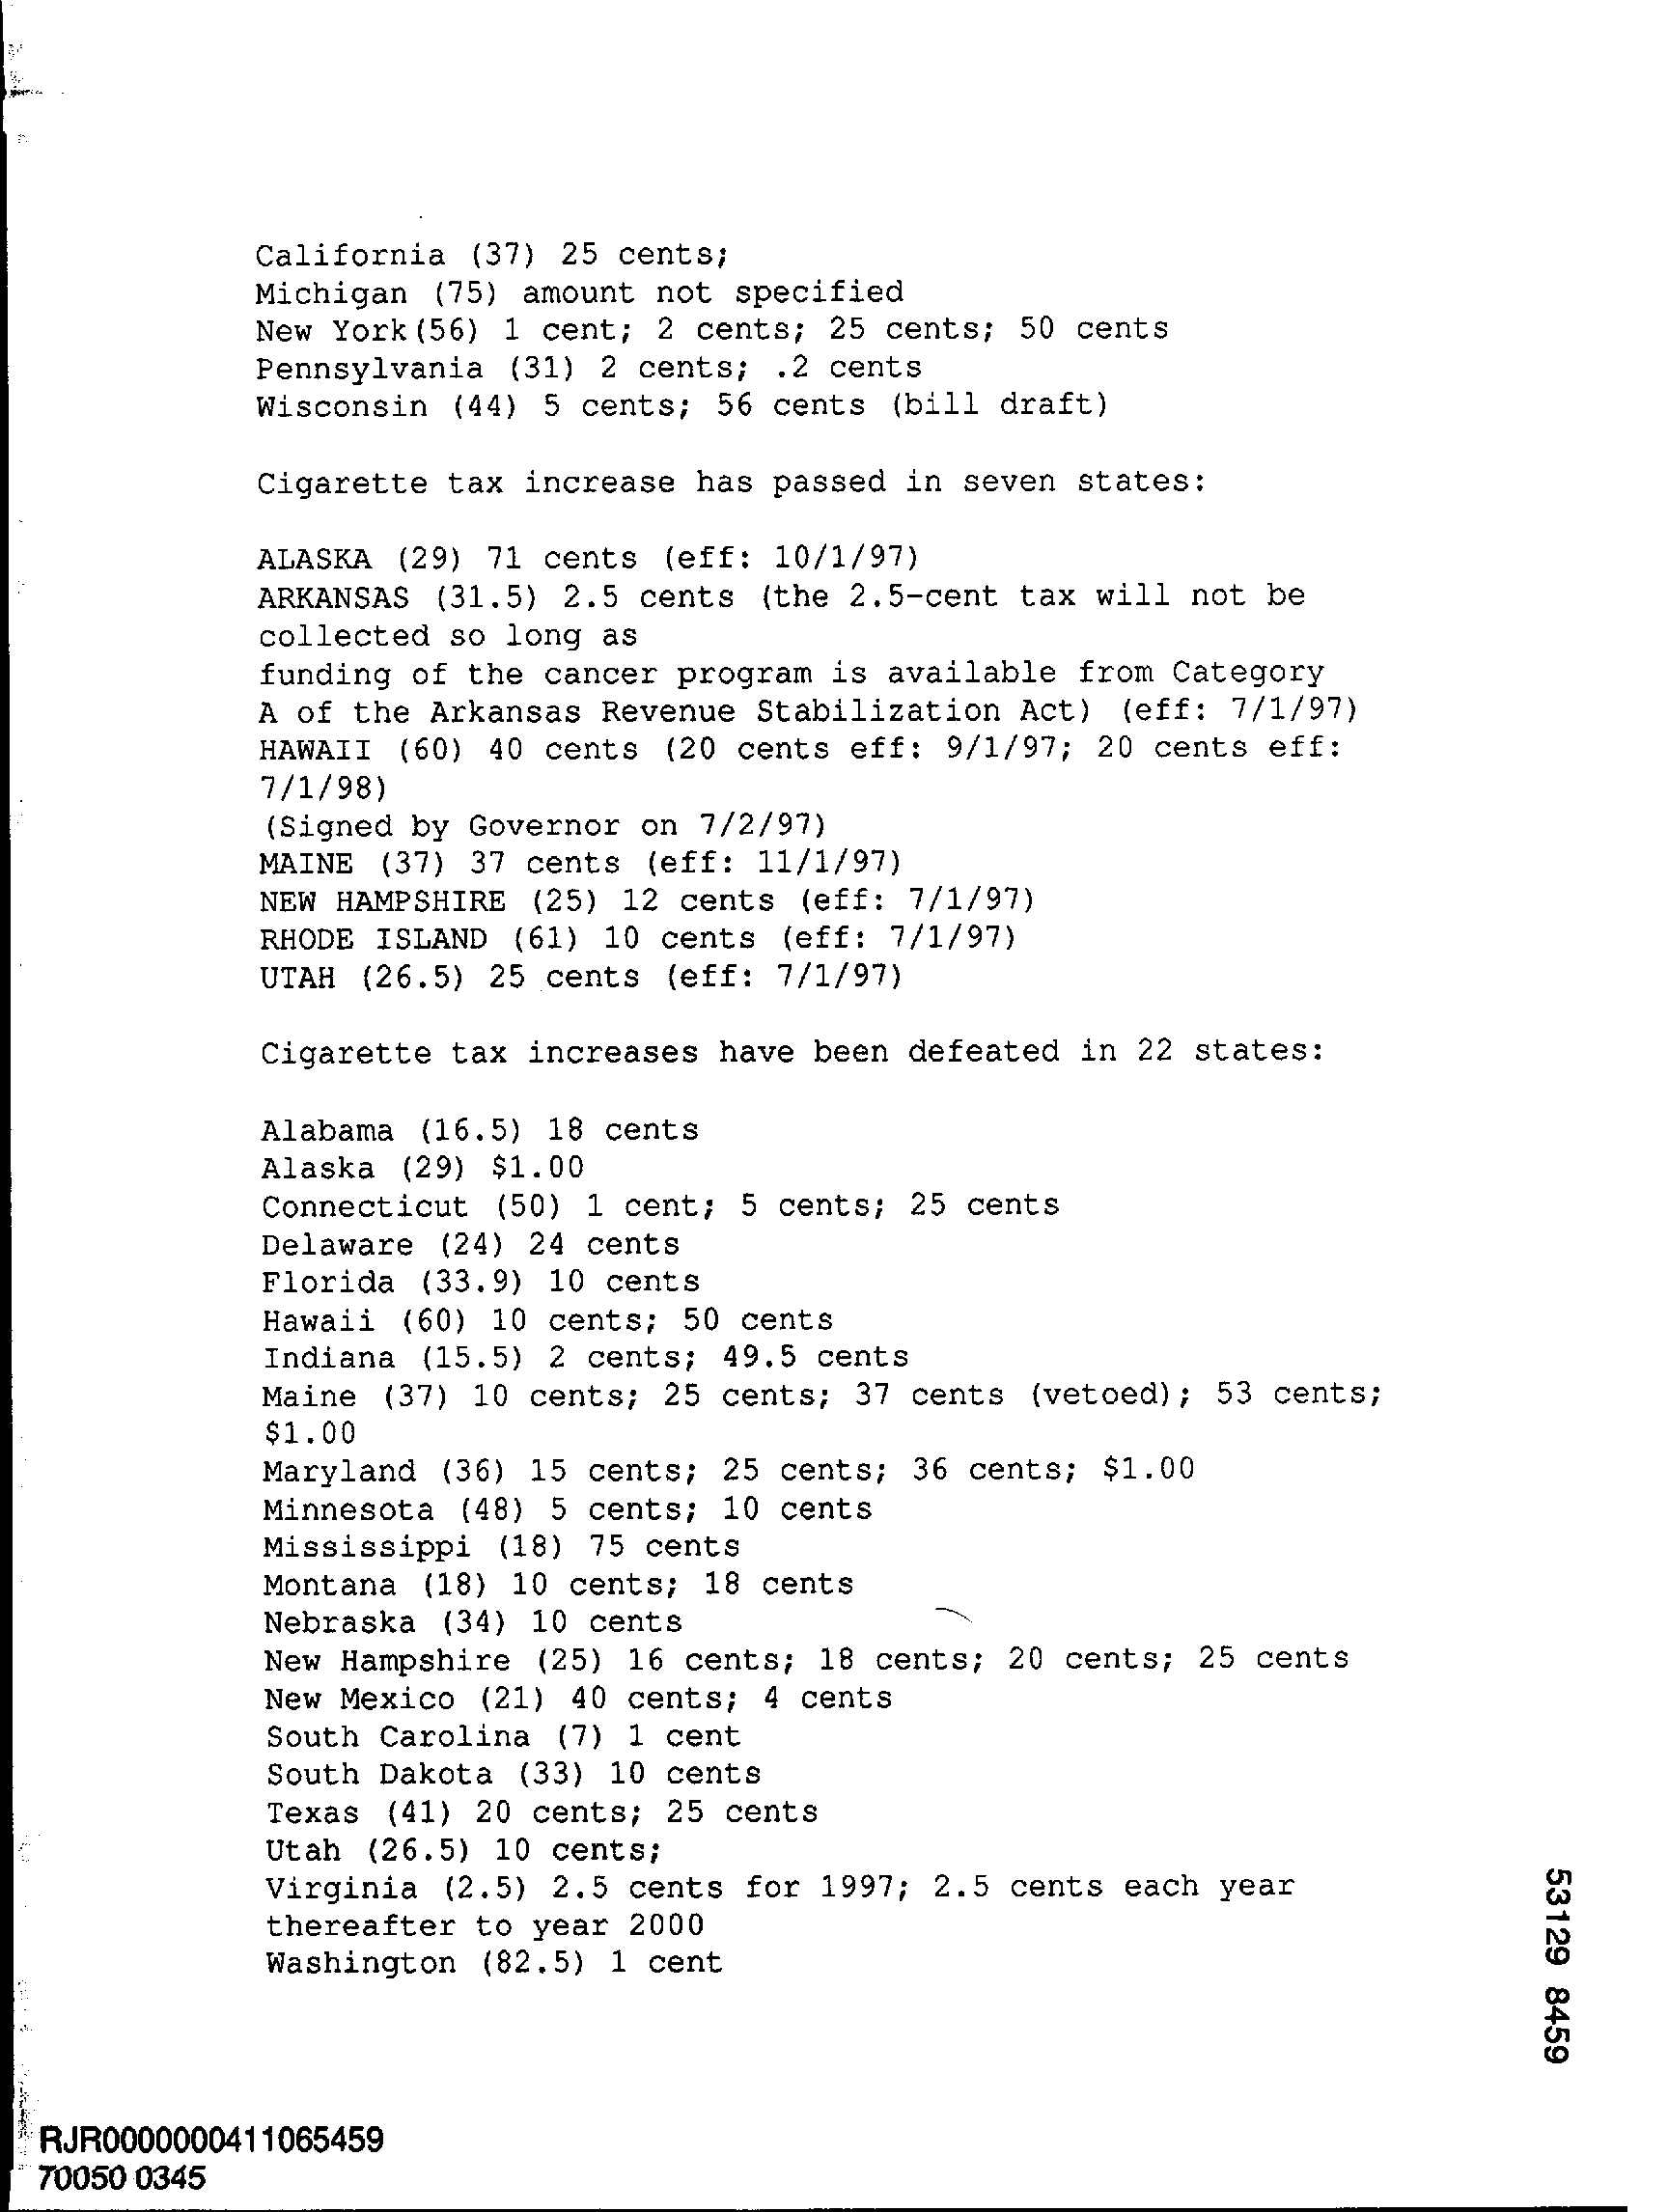 California (37) 25 cents;
Michigan (75) amount not specified
New York(56) 1 cent; 2 cents; 25 cents; 50 cents
Pennsylvania (31) 2 cents; .2 cents
Wisconsin (44) 5 cents; 56 cents (bill draft)
Cigarette tax increase has passed in seven states:
ALASKA (29) 71 cents (eff: 10/1/97)
ARKANSAS (31.5) 2.5 cents (the 2.5-cent tax will not be
collected so long as
funding of the cancer program is available from Category
A of the Arkansas Revenue Stabilization Act) (eff: 7/1/97)
HAWAII (60) 40 cents (20 cents eff: 9/1/97; 20 cents eff:
7/1/98)
(Signed by Governor on 7/2/97)
MAINE (37) 37 cents (eff: 11/1/97)
NEW HAMPSHIRE (25) 12 cents (eff: 7/1/97)
RHODE ISLAND (61) 10 cents (eff: 7/1/97)
UTAH (26.5) 25 cents (eff: 7/1/97)
Cigarette tax increases have been defeated in 22 states:
Alabama (16.5) 18 cents
Alaska (29) $1.00
Connecticut (50) 1 cent; 5 cents; 25 cents
Delaware (24) 24 cents
Florida (33.9) 10 cents
Hawaii (60) 10 cents; 50 cents
Indiana (15.5) 2 cents; 49.5 cents
Maine (37) 10 cents; 25 cents; 37 cents (vetoed); 53 cents;
$1.00
Maryland (36) 15 cents; 25 cents; 36 cents; $1.00
Minnesota (48) 5 cents; 10 cents
Mississippi (18) 75 cents
Montana (18) 10 cents; 18 cents
Nebraska (34) 10 cents
New Hampshire (25) 16 cents; 18 cents; 20 cents; 25 cents
New Mexico (21) 40 cents; 4 cents
South Carolina (7) 1 cent
South Dakota (33) 10 cents
Texas (41) 20 cents; 25 cents
Utah (26.5) 10 cents;
Virginia (2.5) 2.5 cents for 1997; 2.5 cents each year
thereafter to year 2000
Washington (82.5) 1 cent
53129 8459
RJR0000000411065459
70050 0345